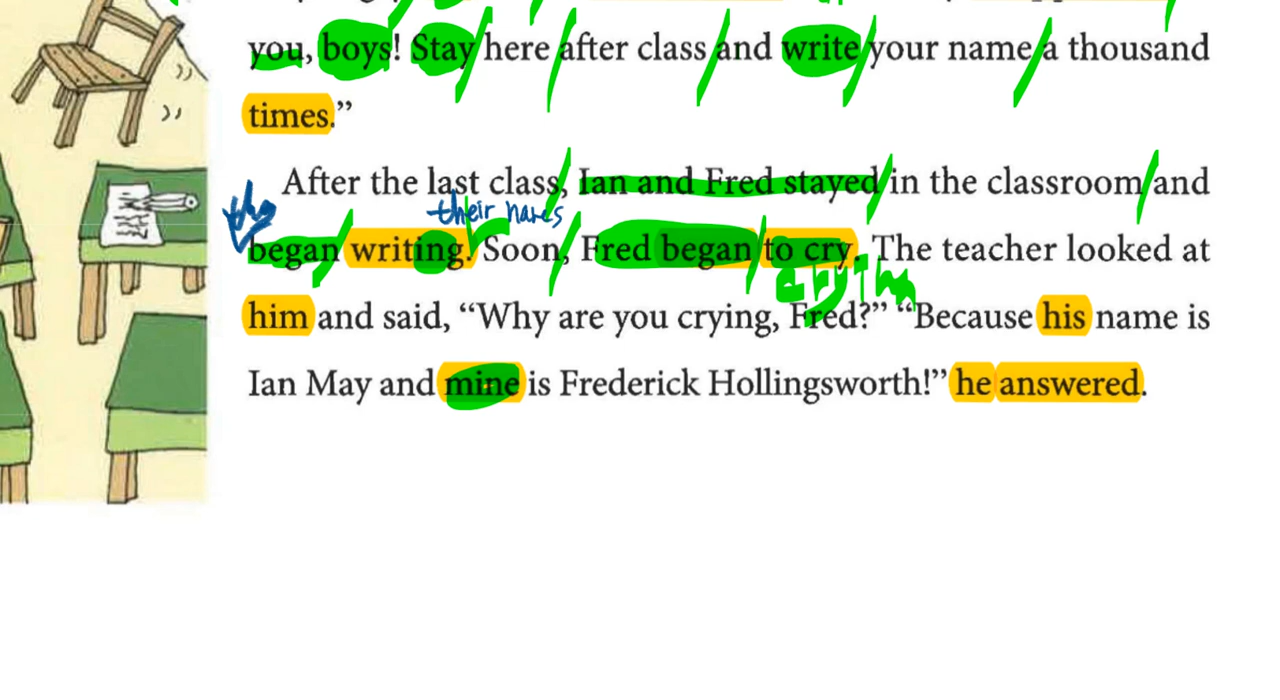 you, boys! Stay here after class and write your name a thousand
times.”
After the last class, Ian and Fred stayed in the classroom and
their names
began writing. Soon, Fred began to cry. The teacher looked at
him and said, “Why are you crying, Fred?” “Because his name is
Ian May and mine is Frederick Hollingsworth!” he answered.